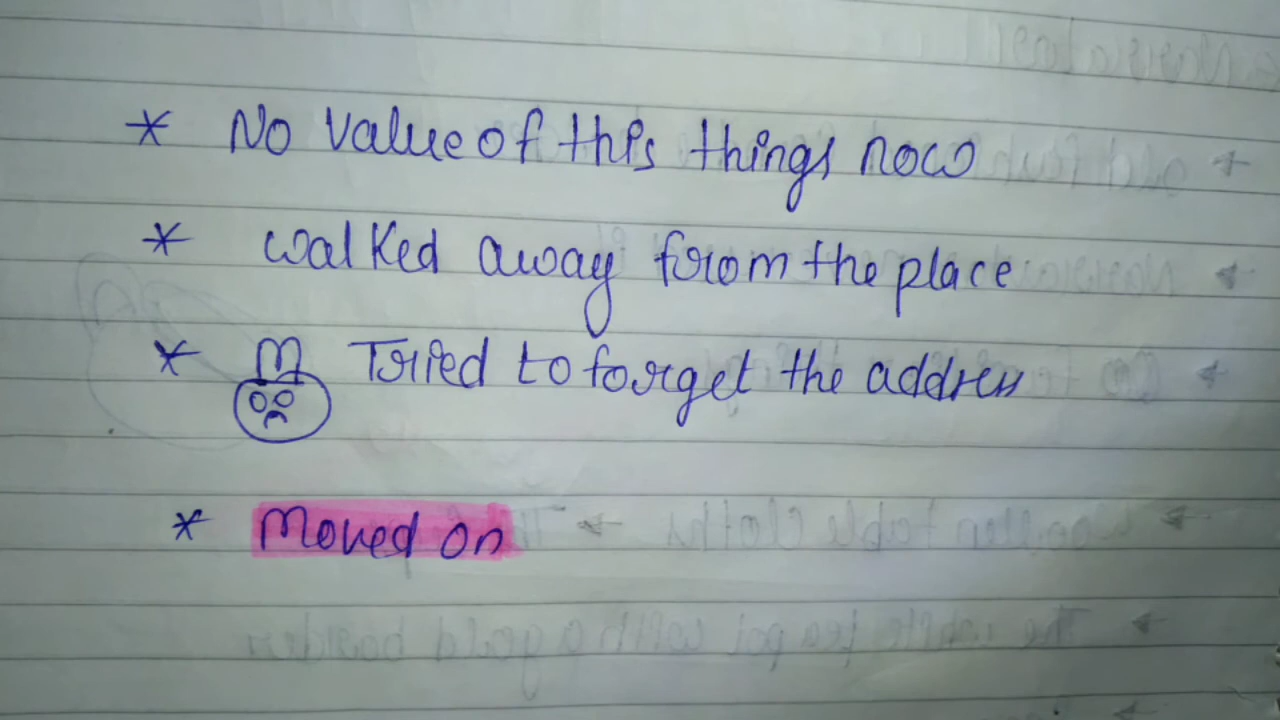 * No value of this things now
* walked away from the place
* M Tried to forget the address
* Moved on